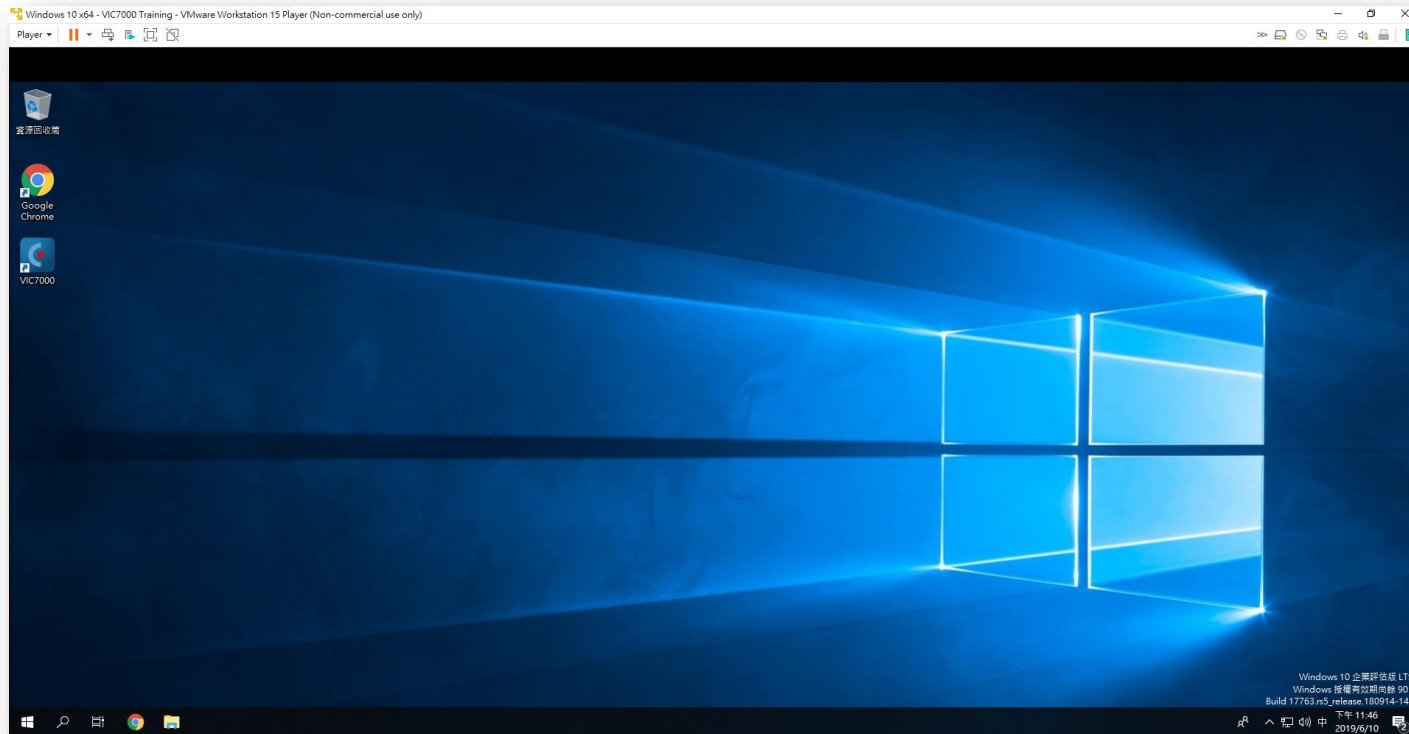 Windows 10 x64 - VIC7000 Training - VMware Workstation 15 Player (Non-commercial use only)
Player
資源回收筒
Google
Chrome
VIC7000
Windows 10 企業評估版 LT
Windows 授權有效期尚餘 90
Build 17763.rs5_release.180914-14
中
下午 11:46
2019/6/10
2